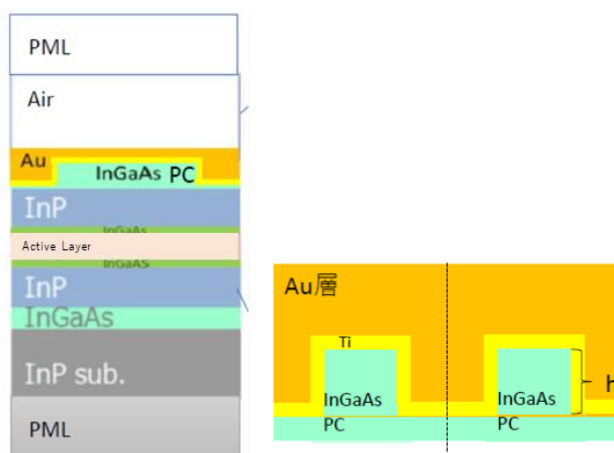 PML
Air
Au
InGaAs PC
InP
InGaAs
Active Layer
InGaAs
InP
InGaAs
InP sub.
PML
Au層
Ti
InGaAs
PC
InGaAs
PC
h